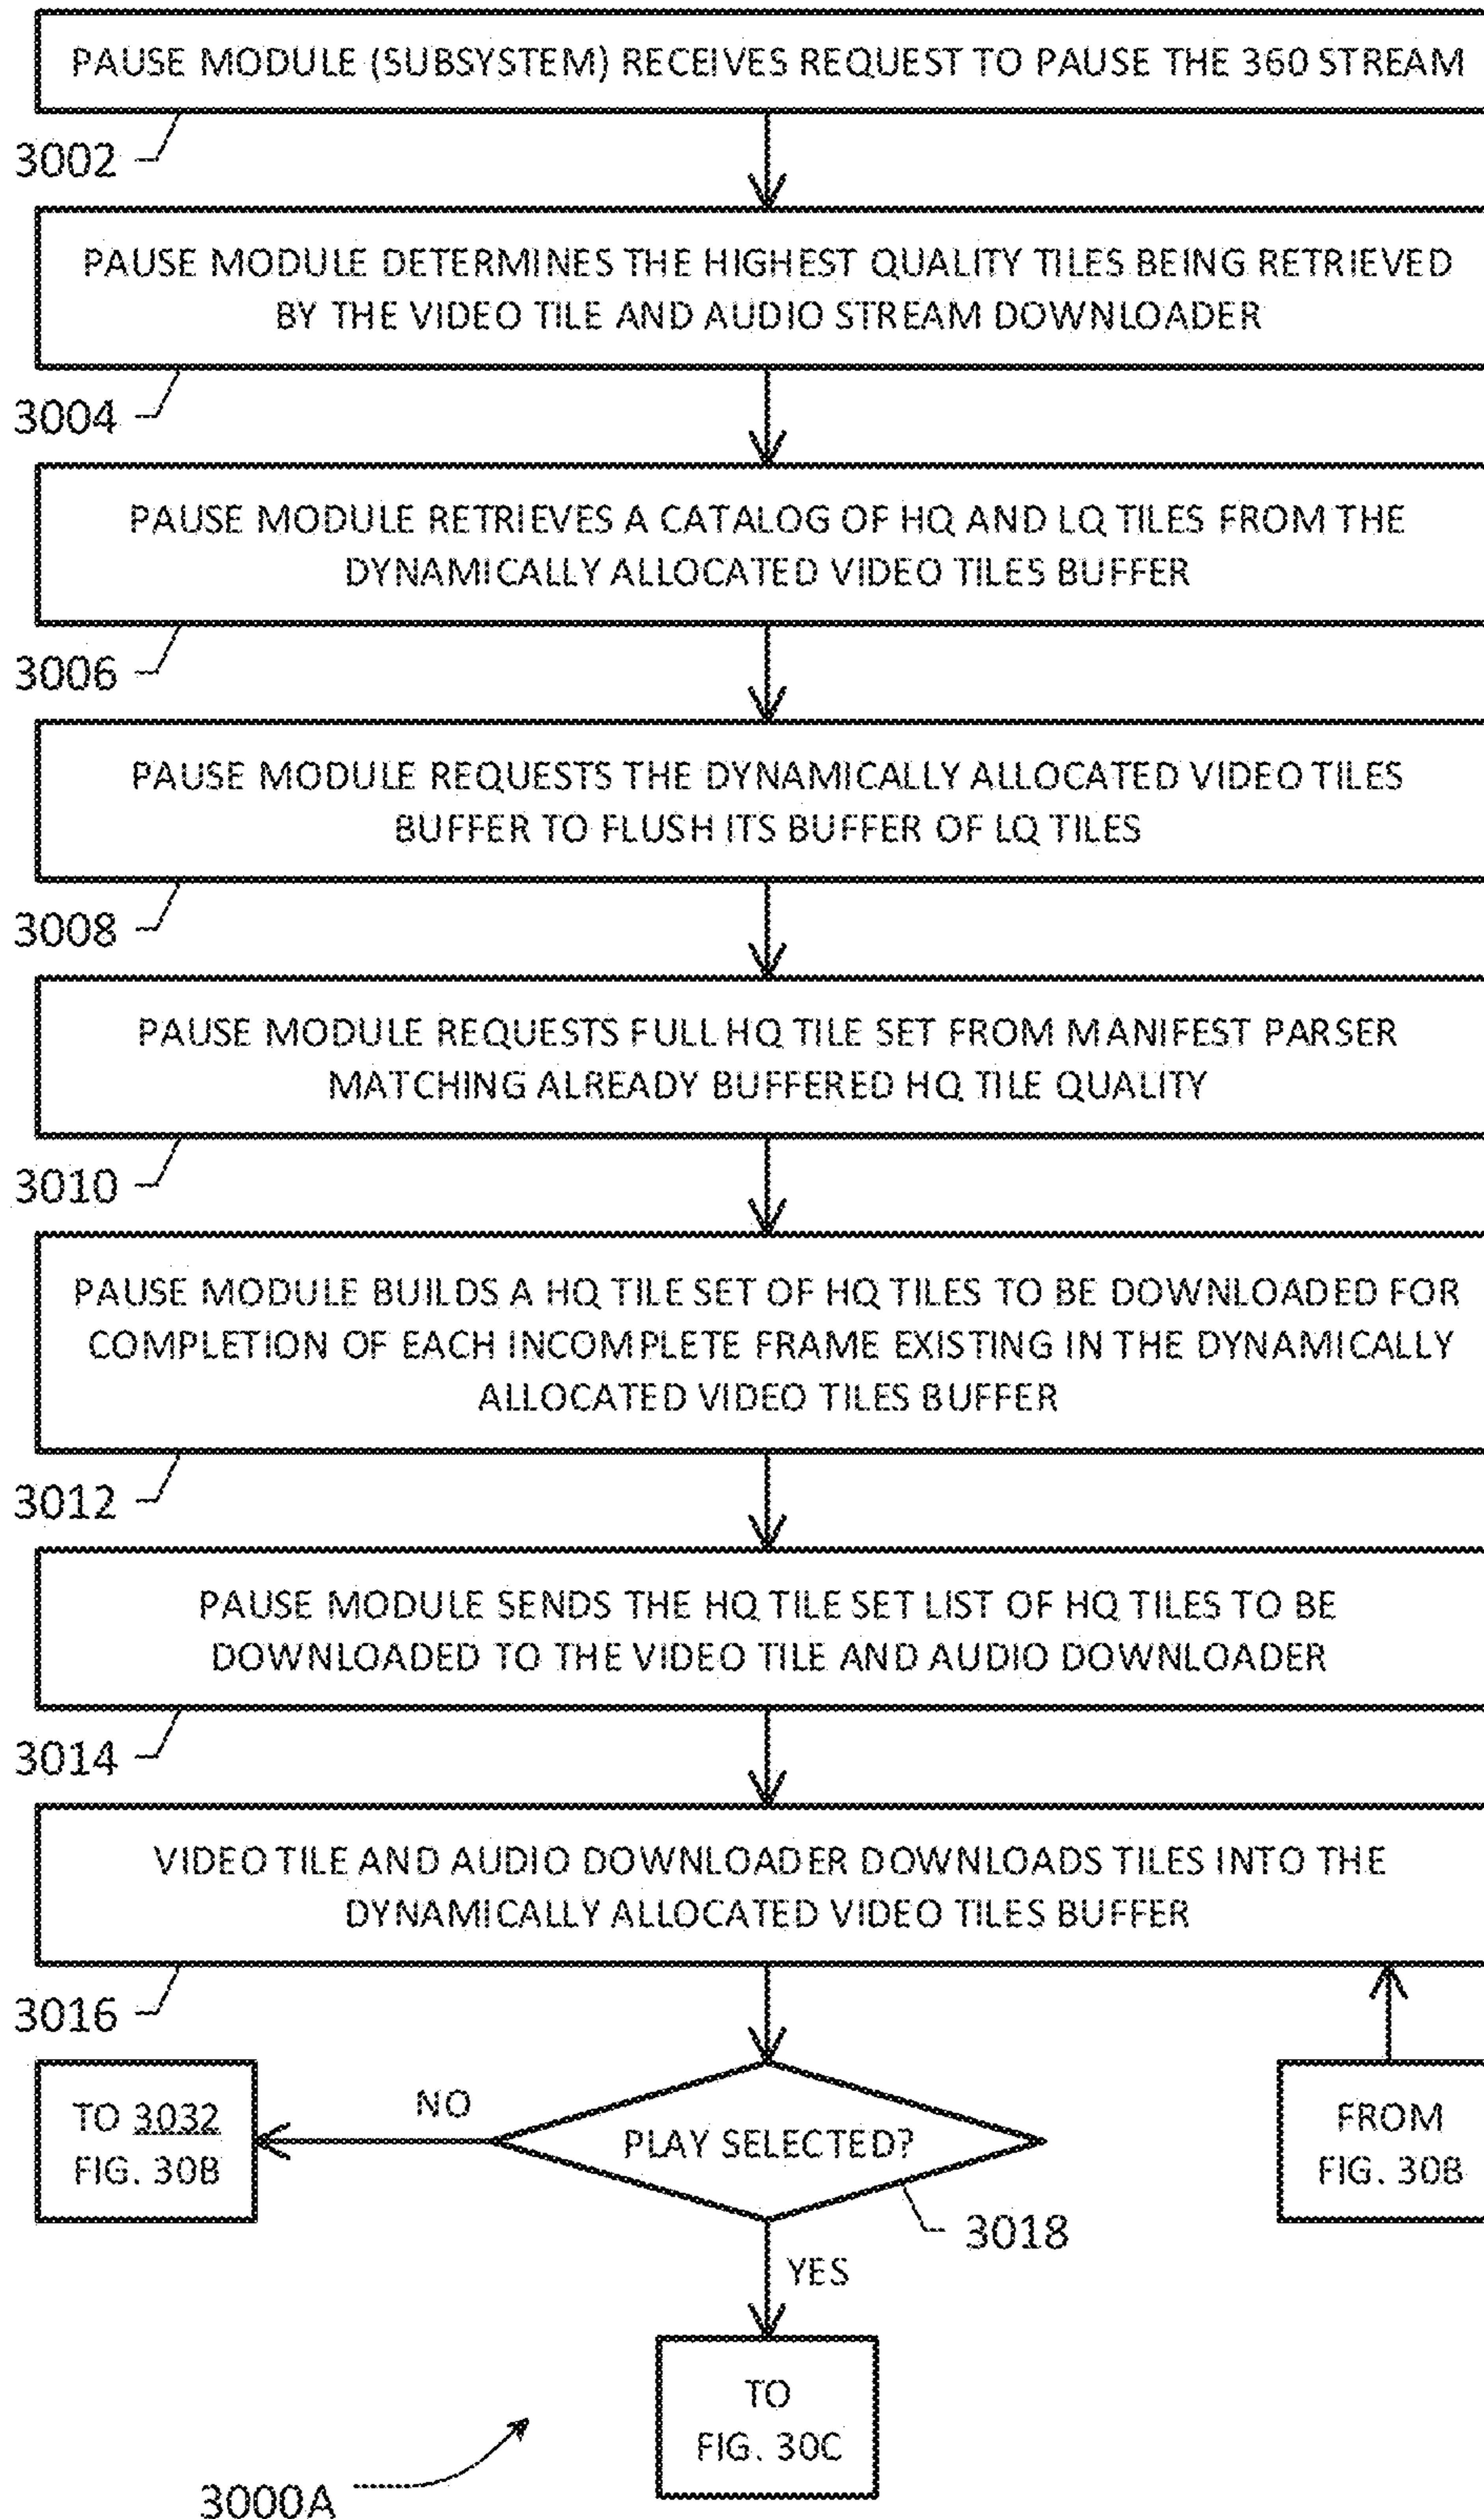 PAUSE MODULE (SUBSYSTEM) RECEIVES REQUEST TO PAUSE THE 360 STREAM
3002
PAUSE MODULE DETERMINES THE HIGHEST QUALITY TILES BEING RETRIEVED
BY THE VIDEO TILE AND AUDIO STREAM DOWNLOADER
3004
PAUSE MODULE RETRIEVES A CATALOG OF HQ AND LQ TILES FROM THE
DYNAMICALLY ALLOCATED VIDEO TILES BUFFER
3006
PAUSE MODULE REQUESTS THE DYNAMICALLY ALLOCATED VIDEO TILES
BUFFER TO FLUSH ITS BUFFER OF LQ TILES
3008
PAUSE MODULE REQUESTS FULL HQ TILE SET FROM MANIFEST PARSER
MATCHING ALREADY BUFFERED HQ TILE QUALITY
3010
PAUSE MODULE BUILDS A HQ TILE SET OF HQ TILES TO BE DOWNLOADED FOR
COMPLETION OF EACH INCOMPLETE FRAME EXISTING IN THE DYNAMICALLY
ALLOCATED VIDEO TILES BUFFER
3012
PAUSE MODULE SENDS THE HQ TILE SET LIST OF HQ TILES TO BE
DOWNLOADED TO THE VIDEO TILE AND AUDIO DOWNLOADER
3014
VIDEO TILE AND AUDIO DOWNLOADER DOWNLOADS TILES INTO THE
DYNAMICALLY ALLOCATED VIDEO TILES BUFFER
3016
TO 3032
FIG. 30B
NO
PLAY SELECTED?
3018
FROM
FIG. 30B
YES
TO
FIG. 30C
3000A